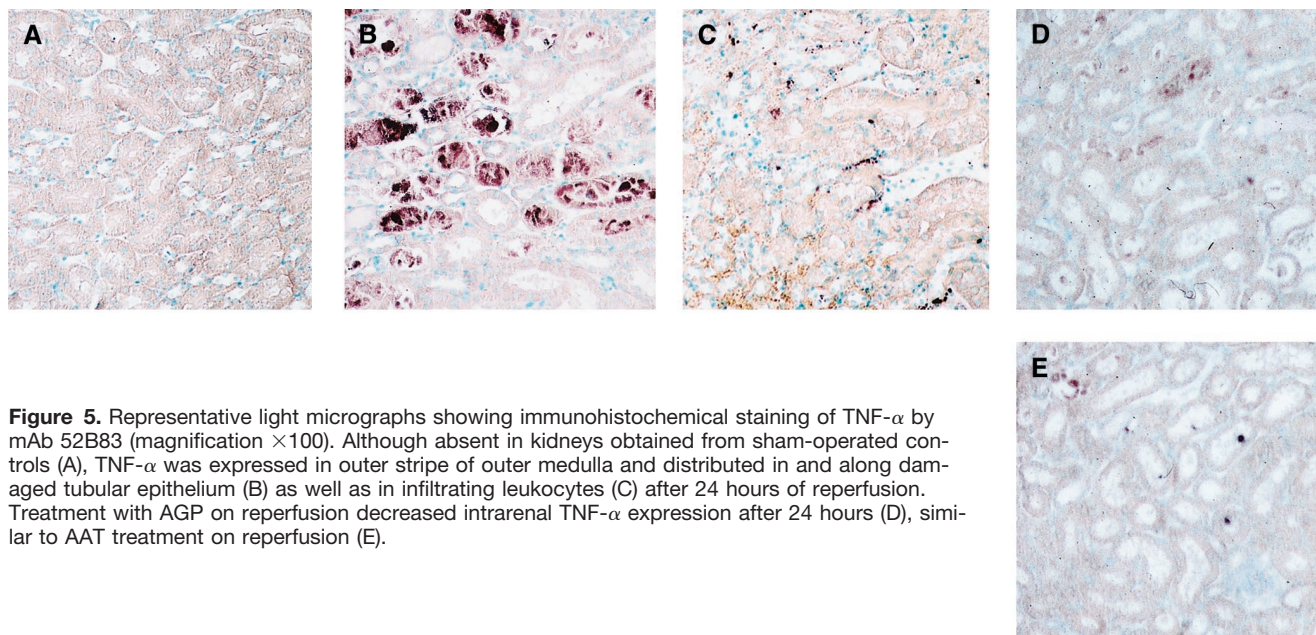 A
B
C
D
E
Figure 5. Representative light micrographs showing immunohistochemical staining of TNF-α by
mAb 52B83 (magnification ×100). Although absent in kidneys obtained from sham-operated con-
trols (A), TNF-α was expressed in outer stripe of outer medulla and distributed in and along dam-
aged tubular epithelium (B) as well as in infiltrating leukocytes (C) after 24 hours of reperfusion.
Treatment with AGP on reperfusion decreased intrarenal TNF-α expression after 24 hours (D), simi-
lar to AAT treatment on reperfusion (E).